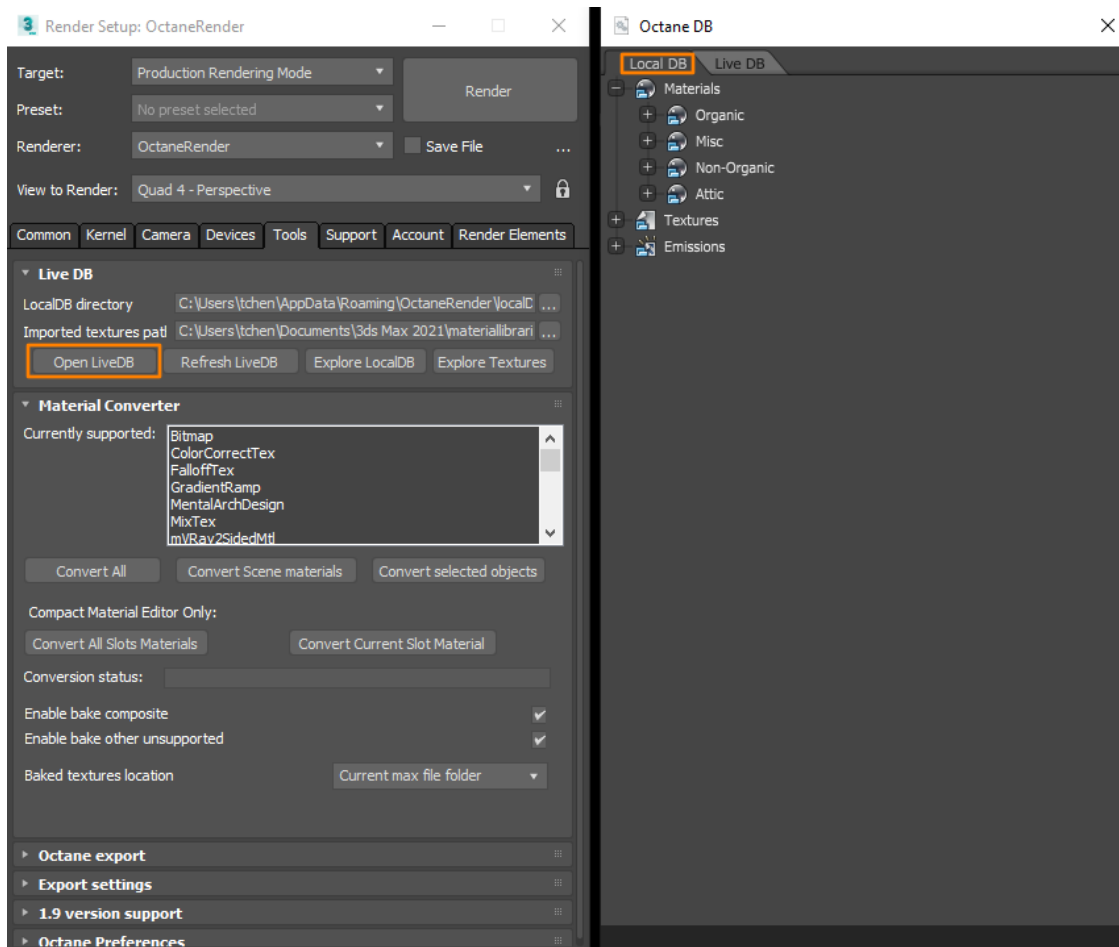 Render Setup: OctaneRender
Target: Production Rendering Mode
Render
Preset: No preset selected
Renderer: OctaneRender
Save File ...
View to Render: Quad 4 - Perspective
Common Kernel Camera Devices Tools Support Account Render Elements
Live DB
LocalDB directory C:\Users\tchen\AppData\Roaming\OctaneRender\localD ...
Imported textures patl C:\Users\tchen\Documents\3ds Max 2021\materiallibrari ...
Open LiveDB Refresh LiveDB Explore LocalDB Explore Textures
Material Converter
Currently supported: Bitmap
ColorCorrectTex
FalloffTex
GradientRamp
MentalArchDesign
MixTex
mVRay2SidedMtl
Convert All Convert Scene materials Convert selected objects
Compact Material Editor Only:
Convert All Slots Materials Convert Current Slot Material
Conversion status:
Enable bake composite
Enable bake other unsupported
Baked textures location Current max file folder
Octane export
Export settings
1.9 version support
Octane Preferences
Octane DB
Local DB Live DB
Materials
Organic
Misc
Non-Organic
Attic
Textures
Emissions